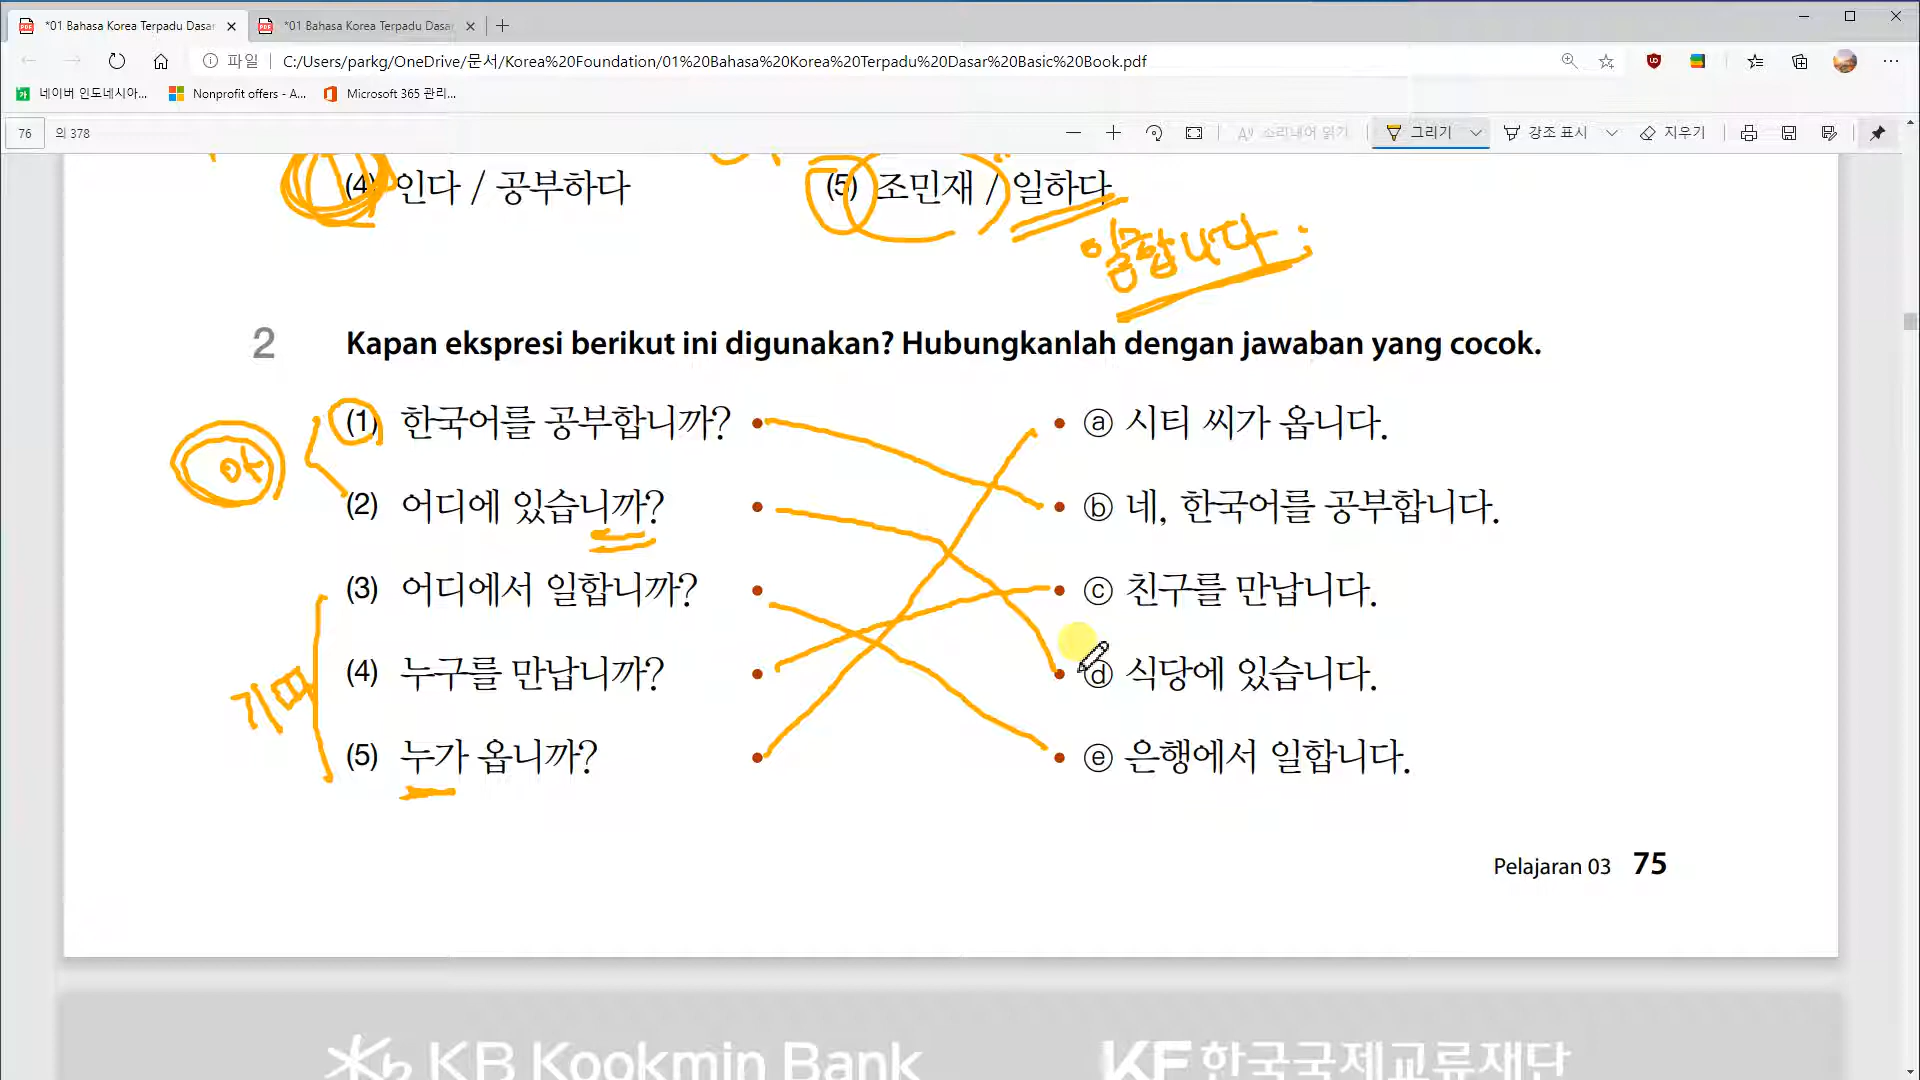 *01 Bahasa Korea Terpadu Dasar
*01 Bahasa Korea Terpadu Dasar
파일 C:/Users/parkg/OneDrive/문서/Korea%20Foundation/01%20Bahasa%20Korea%20Terpadu%20Dasar%20Basic%20Book.pdf
네이버 인도네시아... Nonprofit offers - A... Microsoft 365 관리...
76 의 378 소리내어 읽기 그리기 강조 표시 지우기
(4) 인다 / 공부하다 (5) 조민재 / 일하다
일합니다.
2 Kapan ekspresi berikut ini digunakan? Hubungkanlah dengan jawaban yang cocok.
(1) 한국어를 공부합니까? ⓐ 시티 씨가 옵니다.
ok
(2) 어디에 있습니까? ⓑ 네, 한국어를 공부합니다.
(3) 어디에서 일합니까? ⓒ 친구를 만납니다.
(4) 누구를 만납니까? ⓓ 식당에 있습니다.
(5) 누가 옵니까? ⓔ 은행에서 일합니다.
Pelajaran 03 75
KB Kookmin Bank KF 한국국제교류재단